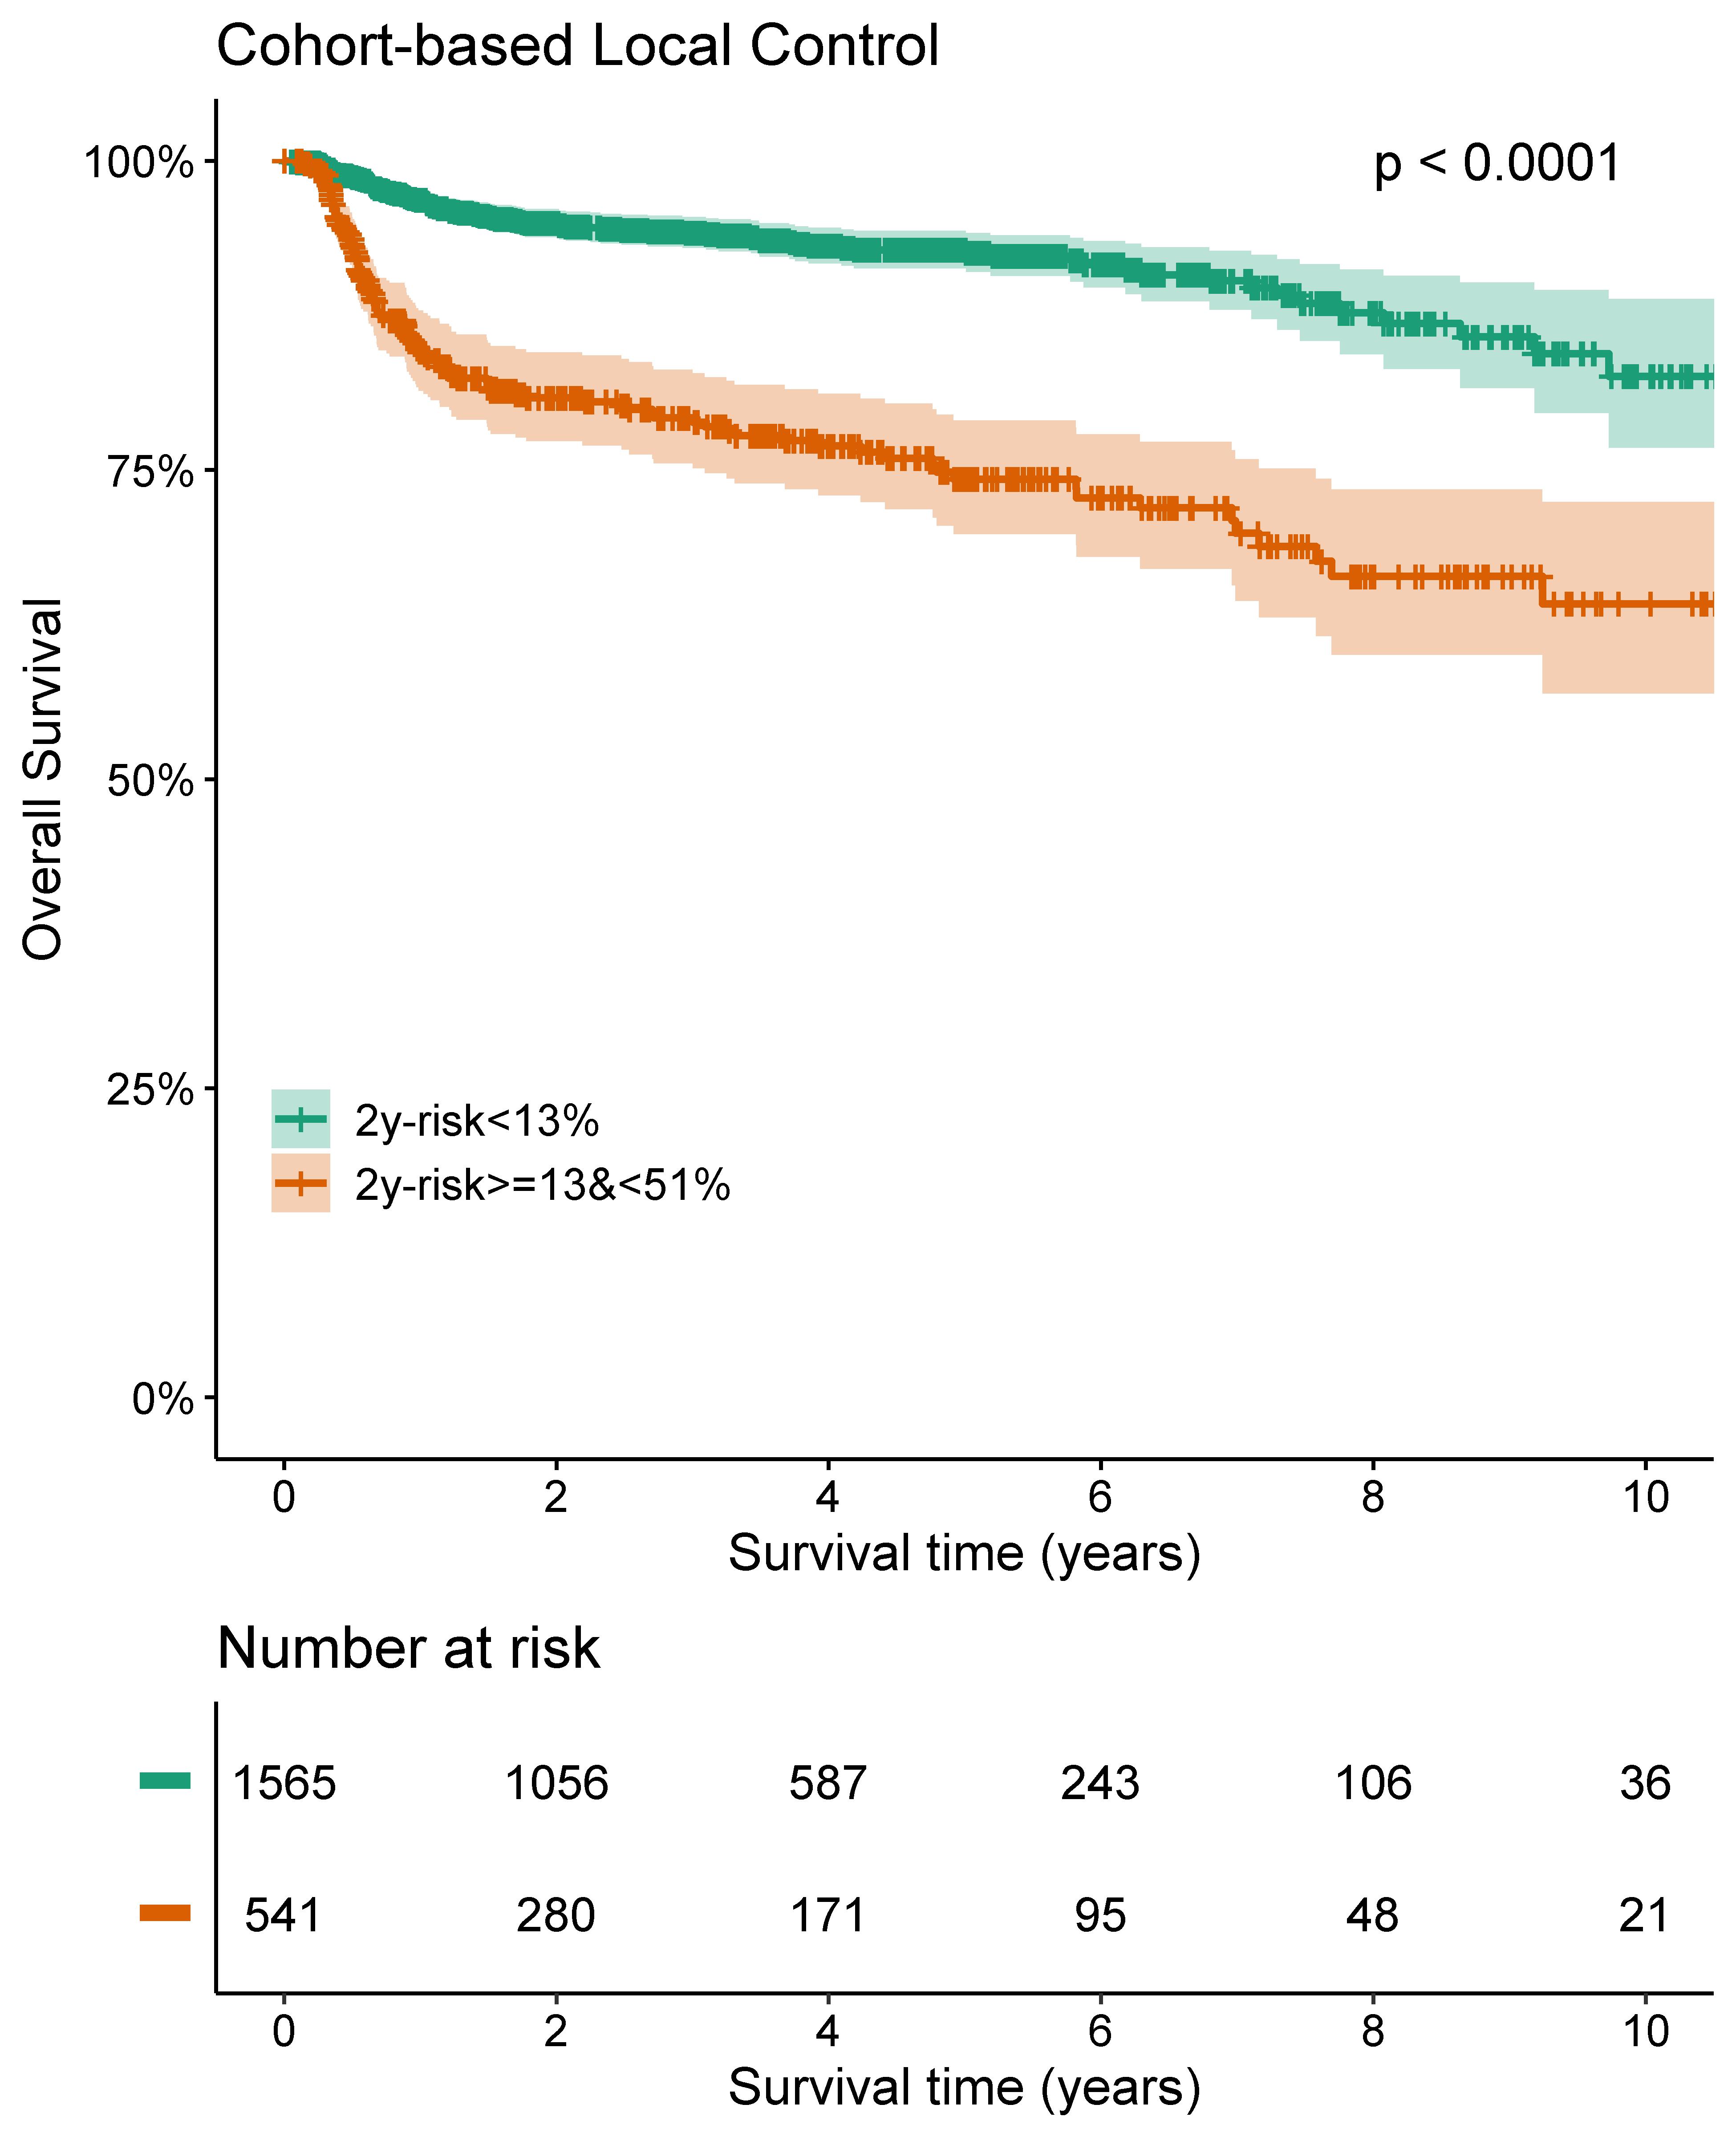 Cohort-based Local Control
p < 0.0001
100%
75%
50%
25%
0%
Overall Survival
2y-risk<13%
2y-risk>=13&<51%
0 2 4 6 8 10
Survival time (years)
Number at risk
1565 1056 587 243 106 36
541 280 171 95 48 21
0 2 4 6 8 10
Survival time (years)